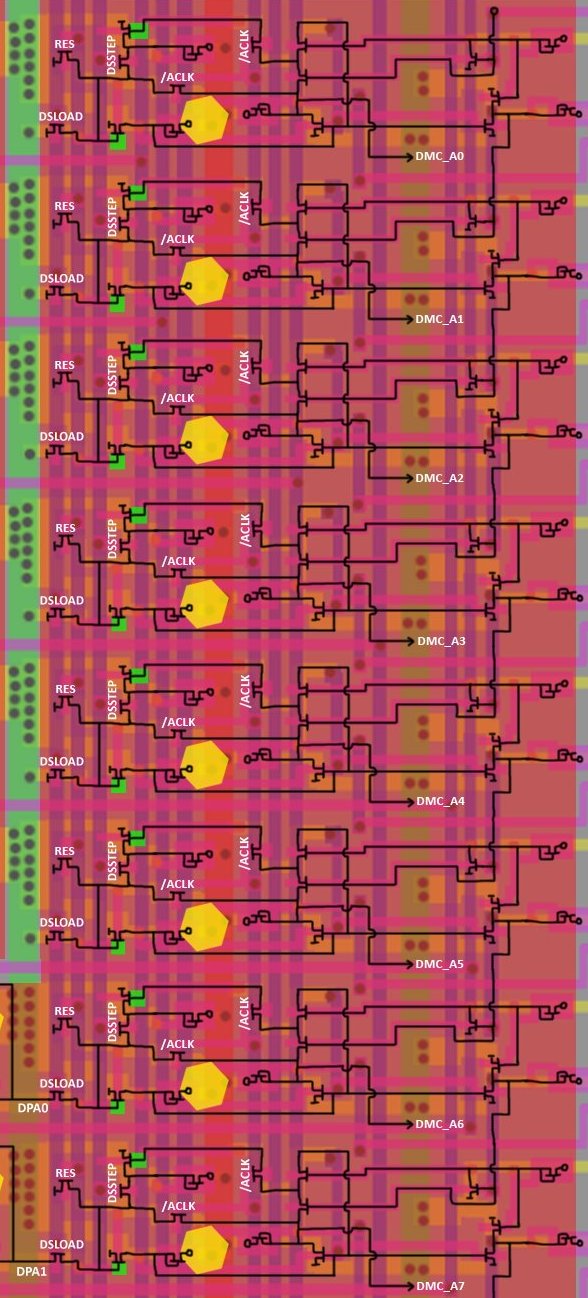 RES
DSSTEP
/ACLK
/ACLK
DSLOAD
DMC_A0
RES
DSSTEP
/ACLK
/ACLK
DSLOAD
DMC_A1
RES
DSSTEP
/ACLK
/ACLK
DSLOAD
DMC_A2
RES
DSSTEP
/ACLK
/ACLK
DSLOAD
DMC_A3
RES
DSSTEP
/ACLK
/ACLK
DSLOAD
DMC_A4
RES
DSSTEP
/ACLK
/ACLK
DSLOAD
DMC_A5
RES
DSSTEP
/ACLK
/ACLK
DSLOAD
DPA0
DMC_A6
RES
DSSTEP
/ACLK
/ACLK
DSLOAD
DPA1
DMC_A7